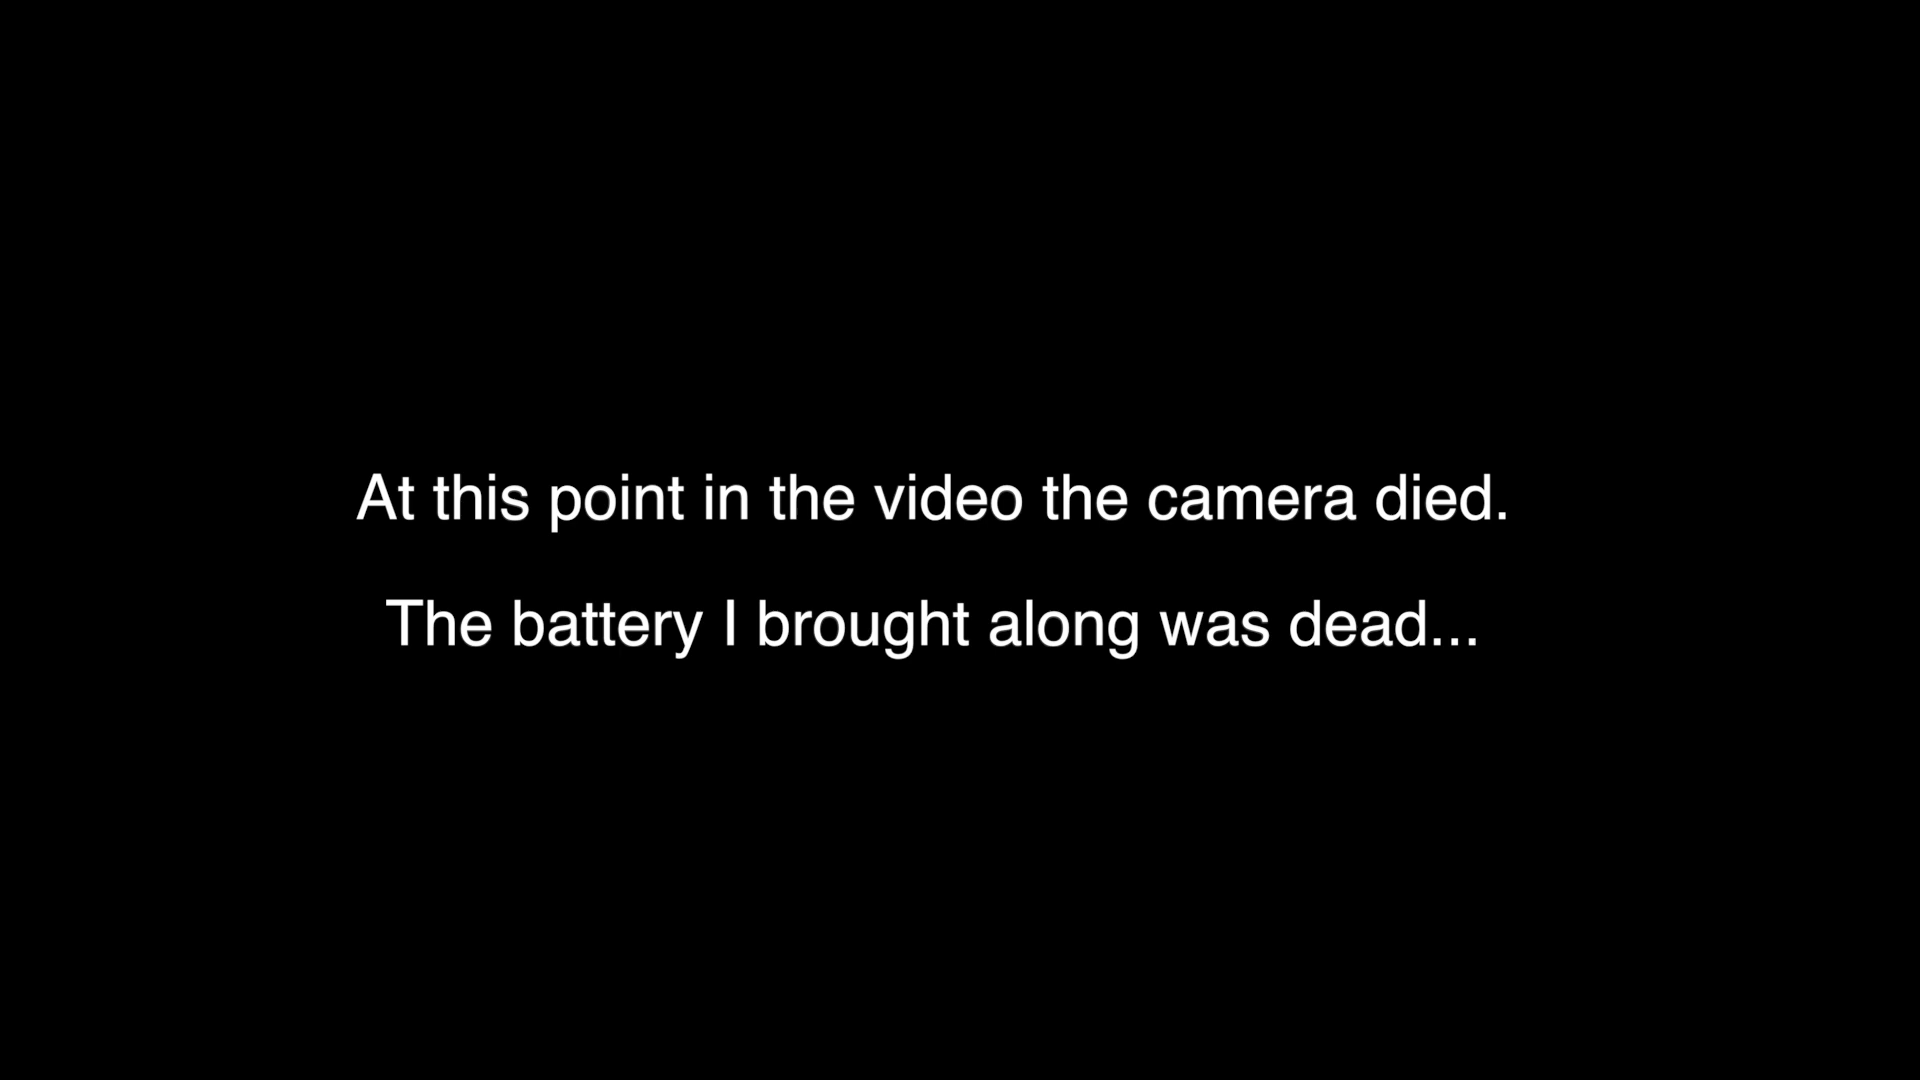 At this point in the video the camera died.
The battery I brought along was dead...